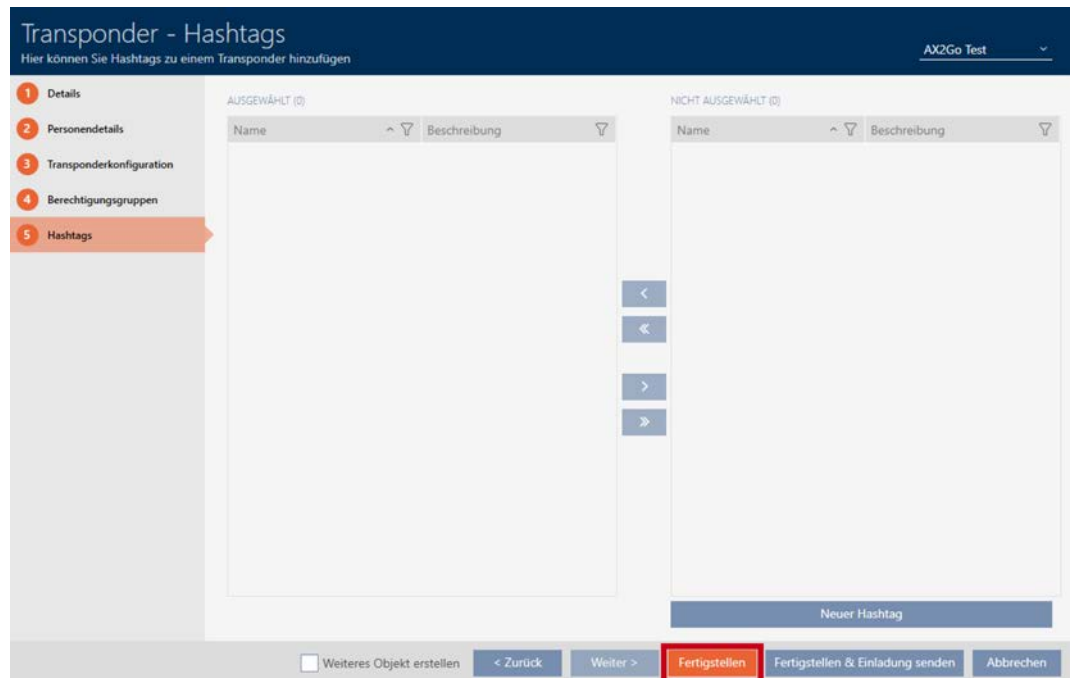 Transponder - Hashtags
Hier können Sie Hashtags zu einem Transponder hinzufügen
AX2Go Test
1 Details
2 Personendetails
3 Transponderkonfiguration
4 Berechtigungsgruppen
5 Hashtags
AUSGEWÄHLT (0)
Name Beschreibung
NICHT AUSGEWÄHLT (0)
Name Beschreibung
Neuer Hashtag
Weiteres Objekt erstellen < Zurück Weiter > Fertigstellen Fertigstellen & Einladung senden Abbrechen